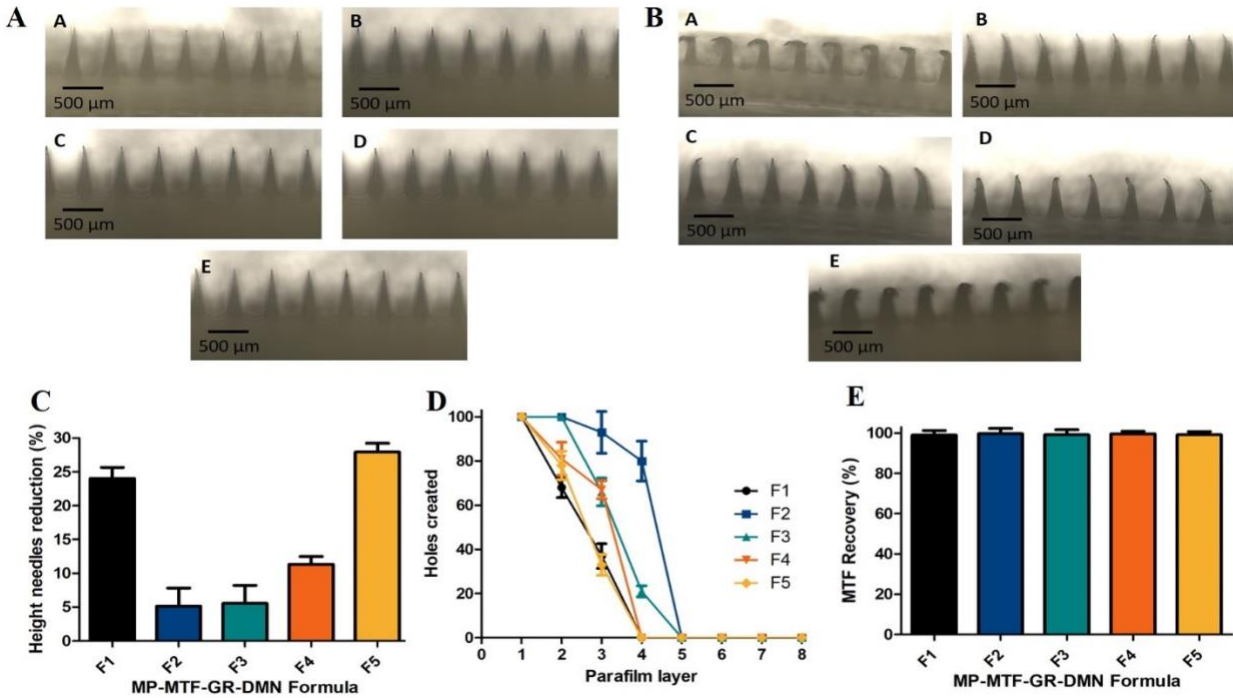 A
A
500 µm
B
500 µm
C
500 µm
D
500 µm
E
500 µm
B
A
500 µm
B
500 µm
C
500 µm
D
500 µm
E
500 µm
C
Height needles reduction (%)
30
25
20
15
10
5
0
F1
F2
F3
F4
F5
MP-MTF-GR-DMN Formula
D
Holes created
100
80
60
40
20
0
0
1
2
3
4
5
6
7
8
Parafilm layer
F1
F2
F3
F4
F5
E
MTF Recovery (%)
100
80
60
40
20
0
F1
F2
F3
F4
F5
MP-MTF-GR-DMN Formula